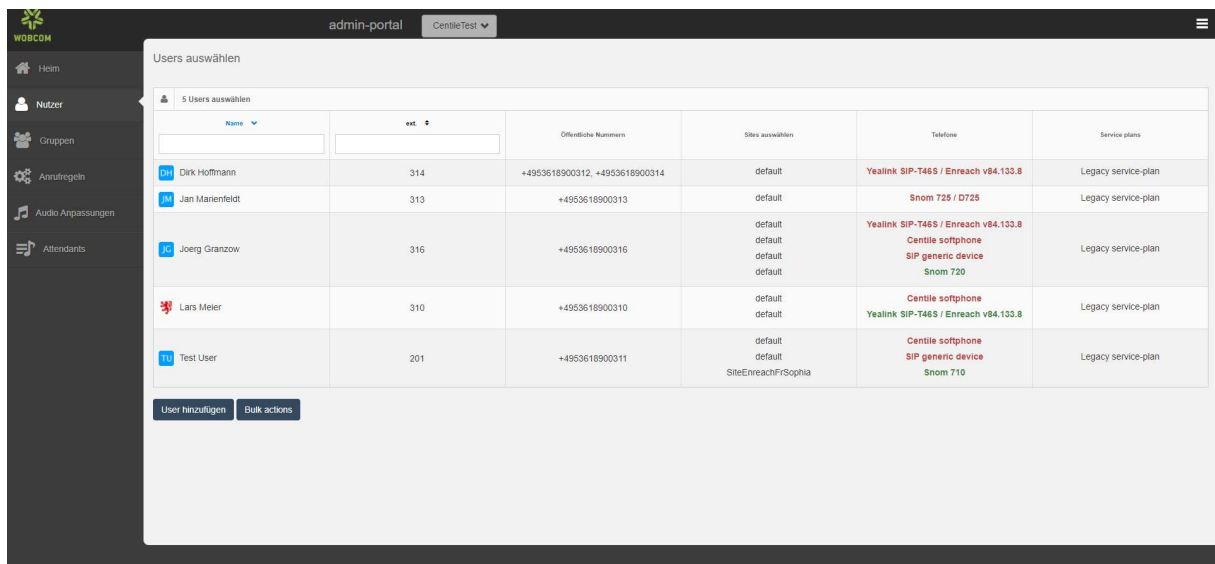 WOBCOM
admin-portal
CentileTest
Heim
Nutzer
Gruppen
Anrufregeln
Audio Anpassungen
Attendants
Users auswählen
5 Users auswählen
Name ext. Öffentliche Nummern Sites auswählen Telefone Service plans
DH Dirk Hoffmann 314 +4953618900312, +4953618900314 default Yealink SIP-T46S / Enreach v84.133.8 Legacy service-plan
JM Jan Marienfeldt 313 +4953618900313 default Snom 725 / D725 Legacy service-plan
default Yealink SIP-T46S / Enreach v84.133.8
default Centile softphone
JG Joerg Granzow 316 +4953618900316 Legacy service-plan
default SIP generic device
default Snom 720
default Centile softphone
Lars Meier 310 +4953618900310 Legacy service-plan
default Yealink SIP-T46S / Enreach v84.133.8
default Centile softphone
TU Test User 201 +4953618900311 default SIP generic device Legacy service-plan
SiteEnreachFrSophia Snom 710
User hinzufügen Bulk actions